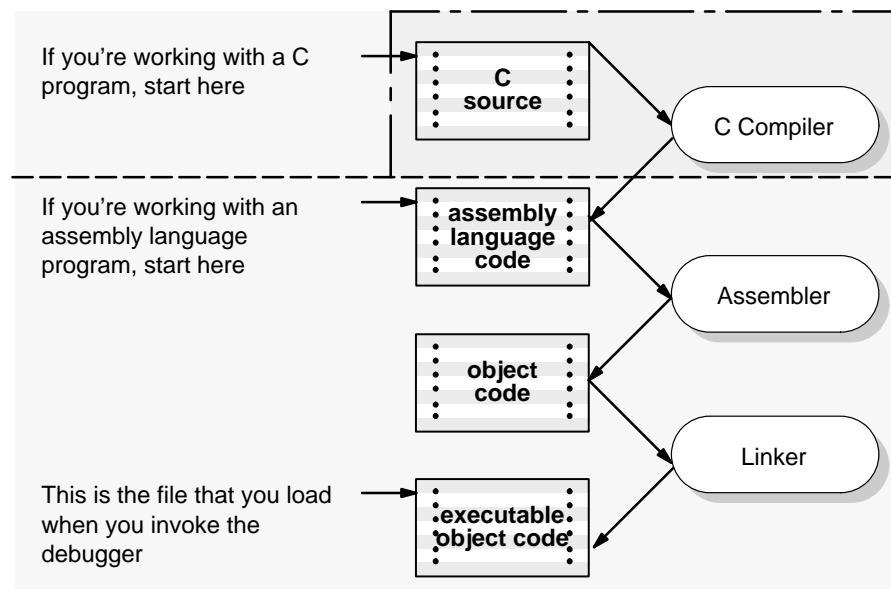 If you're working with a C
program, start here
C
source
C Compiler
If you're working with an
assembly language
program, start here
assembly
language
code
Assembler
object
code
Linker
This is the file that you load
when you invoke the
debugger
executable
object code